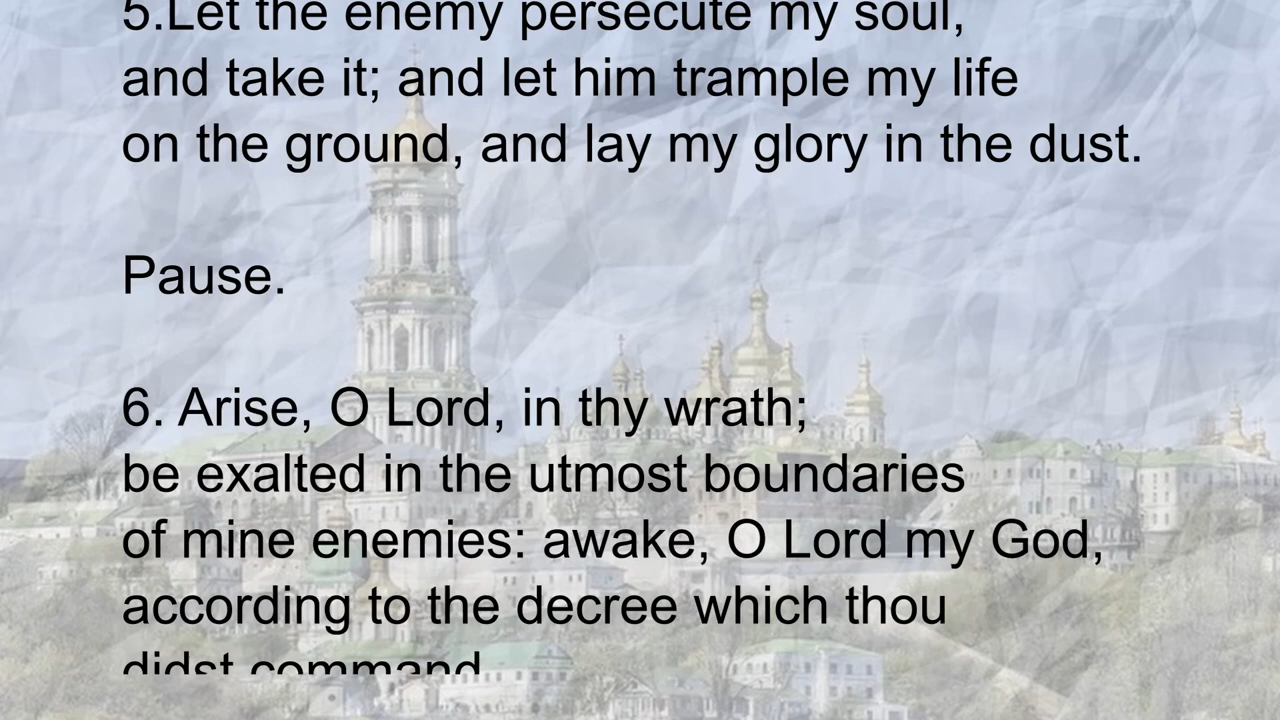 5.Let the enemy persecute my soul,
and take it; and let him trample my life
on the ground, and lay my glory in the dust.
Pause.
6. Arise, O Lord, in thy wrath;
be exalted in the utmost boundaries
of mine enemies: awake, O Lord my God,
according to the decree which thou
didst command